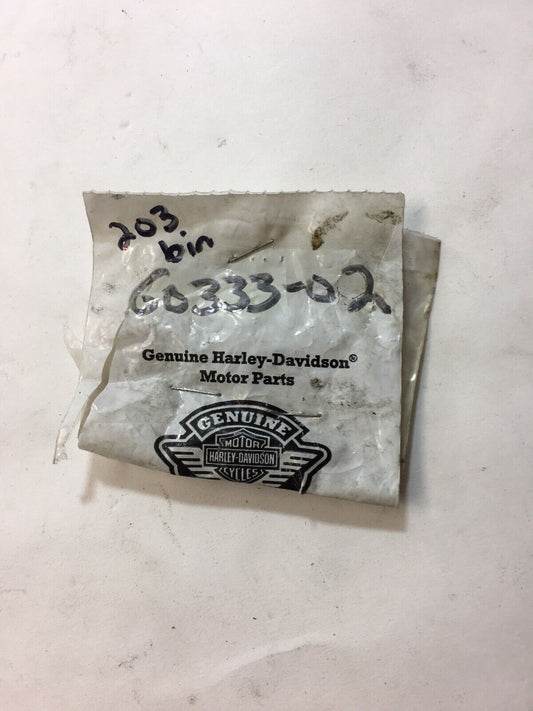 203
bin
60333-02
Genuine Harley-Davidson®
Motor Parts
GENUINE
MOTOR
HARLEY-DAVIDSON
CYCLES